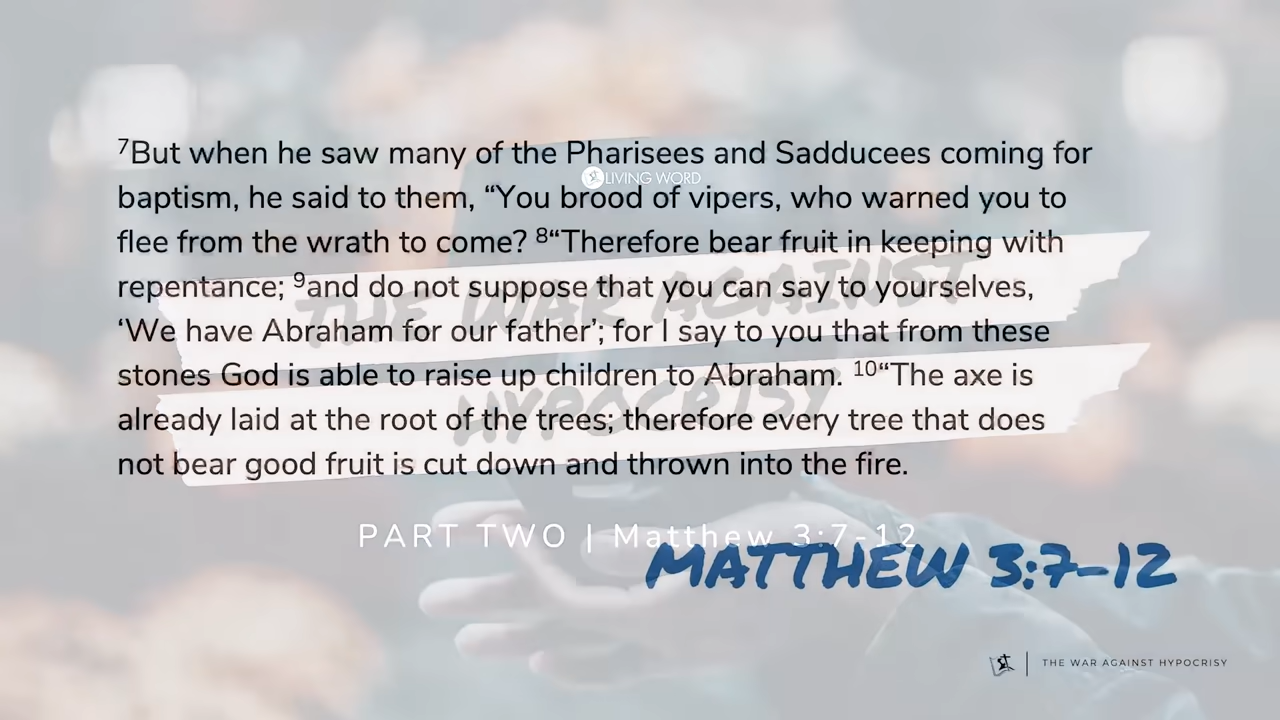 ⁷But when he saw many of the Pharisees and Sadducees coming for
LIVING WORD
baptism, he said to them, “You brood of vipers, who warned you to
flee from the wrath to come? ⁸“Therefore bear fruit in keeping with
THE WAR AGAINST
repentance; ⁹and do not suppose that you can say to yourselves,
‘We have Abraham for our father’; for I say to you that from these
stones God is able to raise up children to Abraham. ¹⁰“The axe is
HYPOCRISY
already laid at the root of the trees; therefore every tree that does
not bear good fruit is cut down and thrown into the fire.
PART TWO | Matthew 3:7-12
MATTHEW 3:7-12
THE WAR AGAINST HYPOCRISY